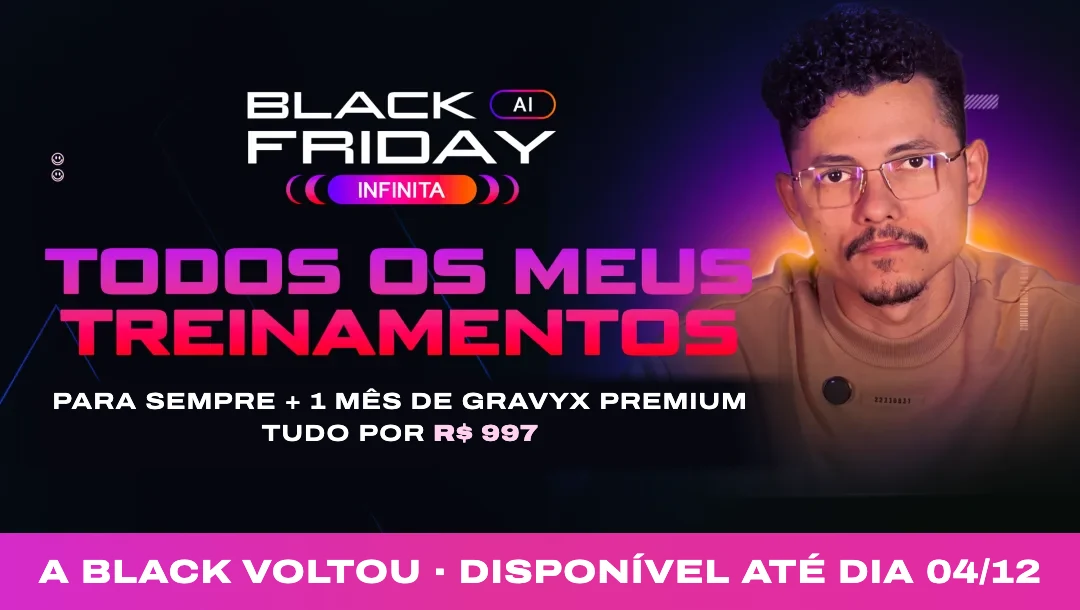 BLACK AI
FRIDAY
INFINITA
TODOS OS MEUS
TREINAMENTOS
PARA SEMPRE + 1 MÊS DE GRAVYX PREMIUM
TUDO POR R$ 997
A BLACK VOLTOU · DISPONÍVEL ATÉ DIA 04/12